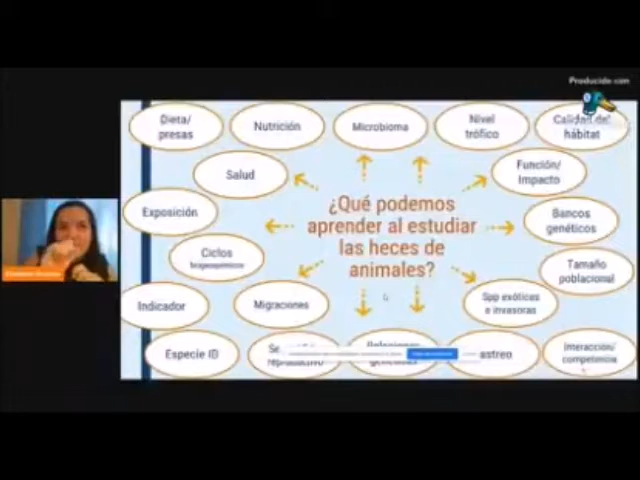 Producido con
Dieta/
presas
Nutrición
Microbioma
Nivel
trófico
Calidad del
hábitat
Salud
Función/
Impacto
¿Qué podemos
aprender al estudiar
las heces de
animales?
Exposición
Bancos
genéticos
Ciclos
biogeoquímicos
Tamaño
poblacional
Indicador
Migraciones
Spp exóticas
e invasoras
Especie ID
reproductivo
Relaciones
astreo
Interacción/
competencia